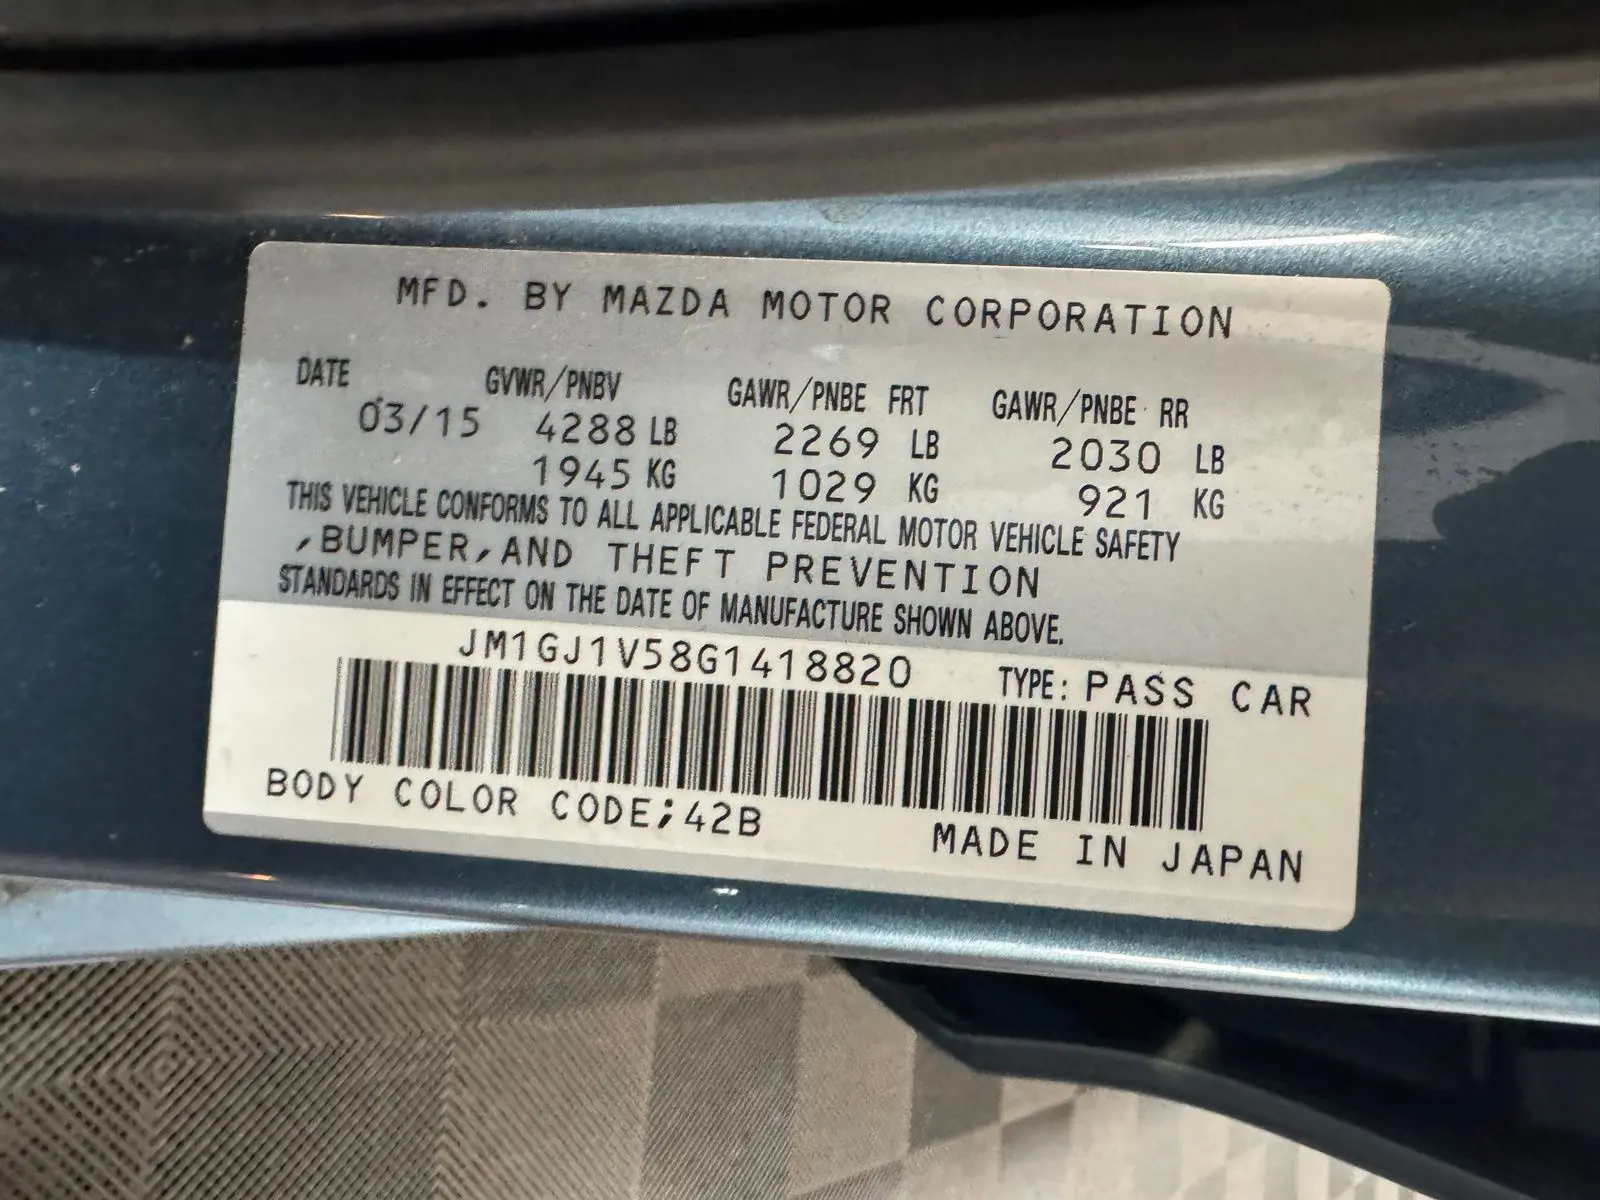 MFD. BY MAZDA MOTOR CORPORATION
DATE GVWR/PNBV GAWR/PNBE FRT GAWR/PNBE RR
03/15 4288 LB 2269 LB 2030 LB
1945 KG 1029 KG 921 KG
THIS VEHICLE CONFORMS TO ALL APPLICABLE FEDERAL MOTOR VEHICLE SAFETY
,BUMPER,AND THEFT PREVENTION
STANDARDS IN EFFECT ON THE DATE OF MANUFACTURE SHOWN ABOVE.
JM1GJ1V58G1418820 TYPE: PASS CAR
BODY COLOR CODE;42B MADE IN JAPAN